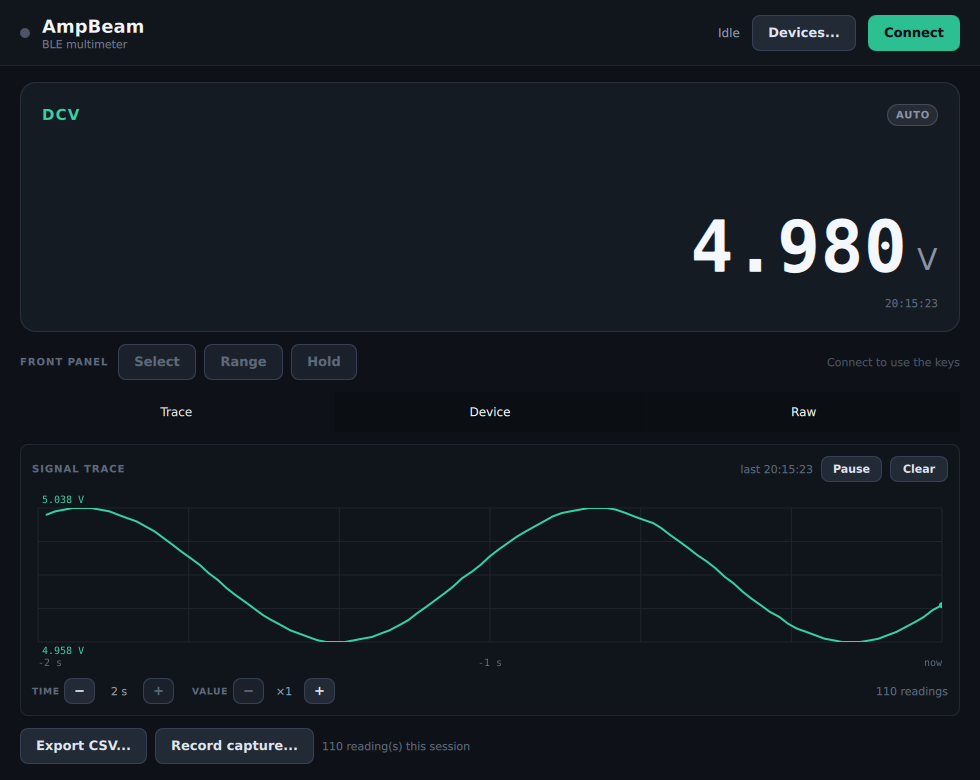 AmpBeam
BLE multimeter
Idle
Devices...
Connect
DCV
AUTO
4.980 V
20:15:23
FRONT PANEL
Select
Range
Hold
Connect to use the keys
Trace
Device
Raw
SIGNAL TRACE
last 20:15:23
Pause
Clear
5.038 V
4.958 V
-2 s
-1 s
now
TIME
−
2 s
+
VALUE
−
×1
+
110 readings
Export CSV...
Record capture...
110 reading(s) this session